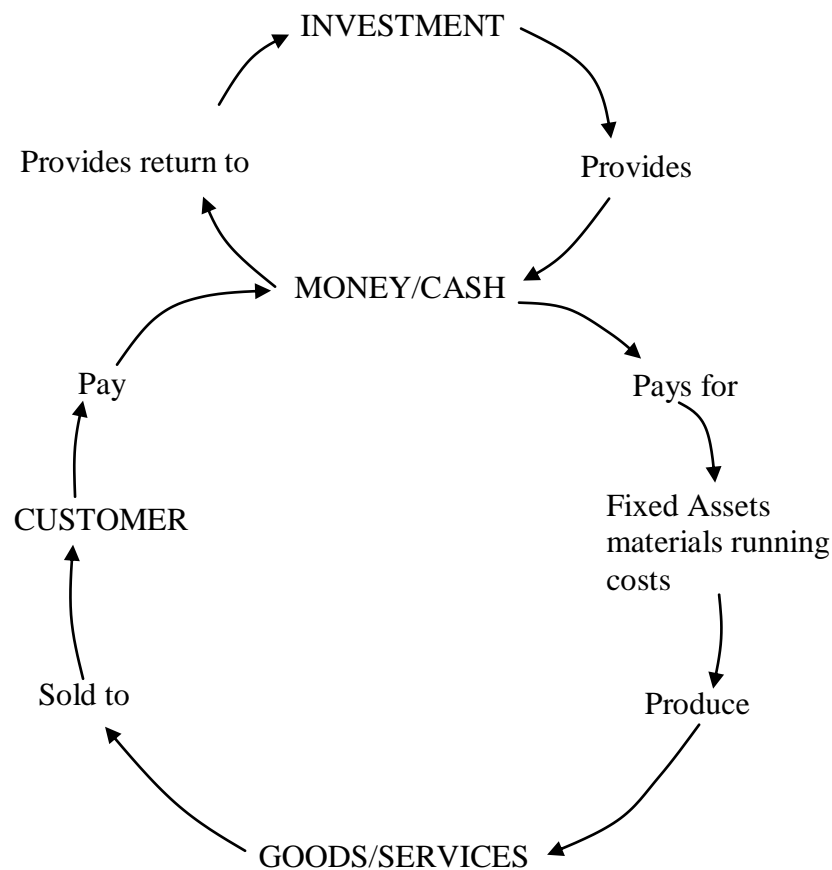 INVESTMENT
Provides return to
Provides
MONEY/CASH
Pay
Pays for
CUSTOMER
Fixed Assets
materials running
costs
Sold to
Produce
GOODS/SERVICES